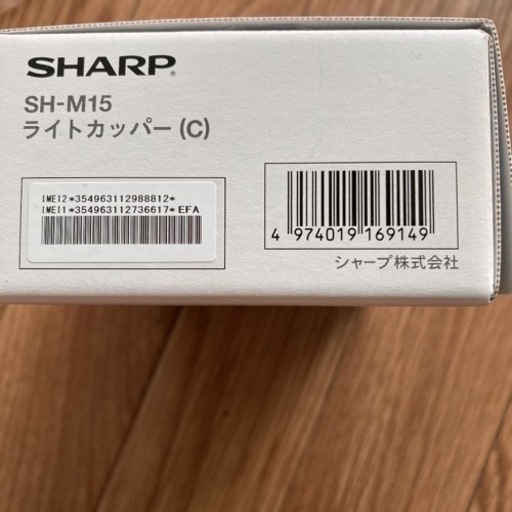 SHARP®
SH-M15
ライトカッパー (C)
IMEI2*354963112988812*
IMEI1*354963112736617*EFA
4 974019 169149
シャープ株式会社